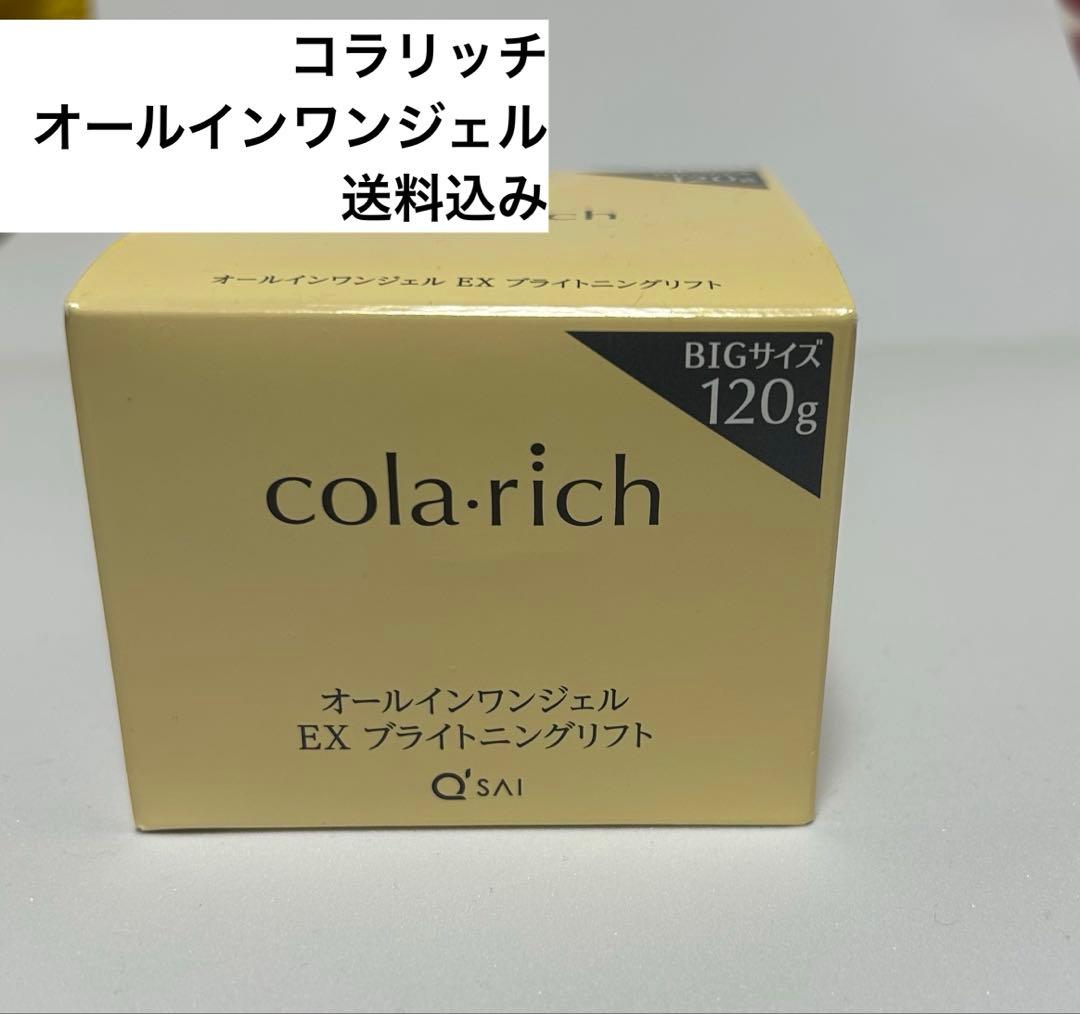 コラリッチ
オールインワンジェル
送料込み
120g
ch
オールインワンジェル EX ブライトニングリフト
BIGサイズ
120g
cola・rich
オールインワンジェル
EX ブライトニングリフト
Q'SAI